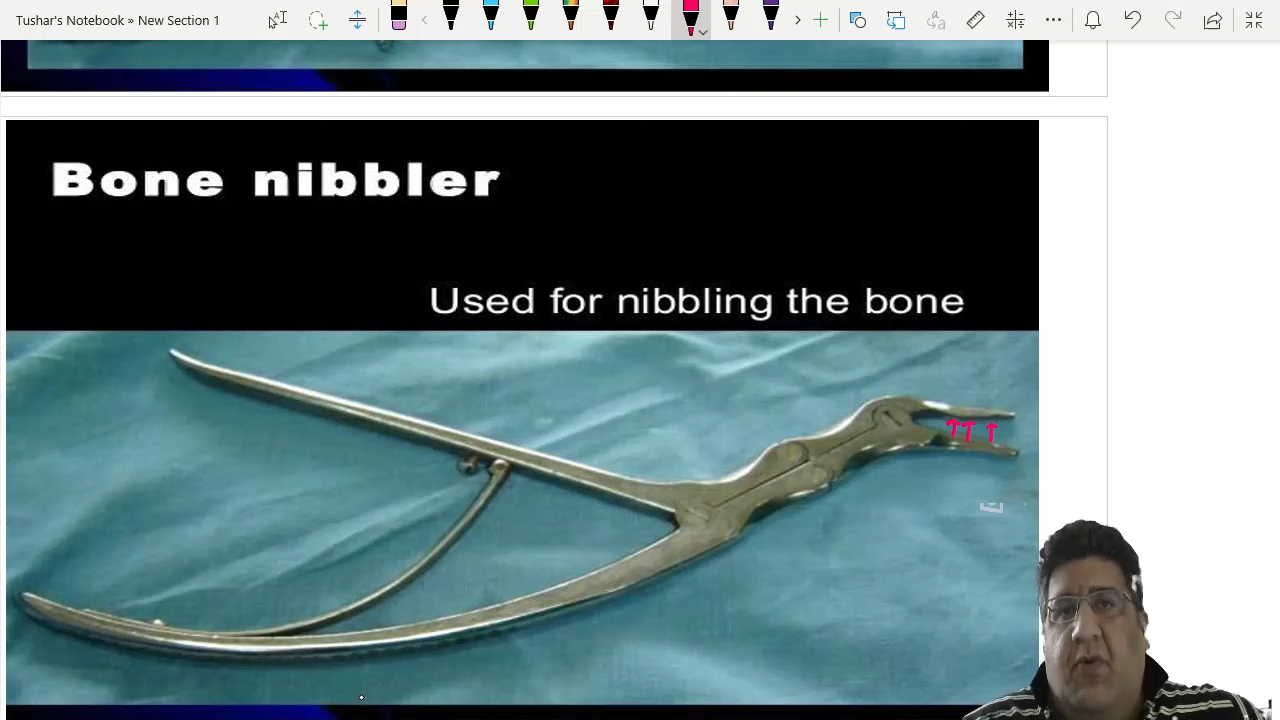 Tushar's Notebook » New Section 1
Bone nibbler
Used for nibbling the bone